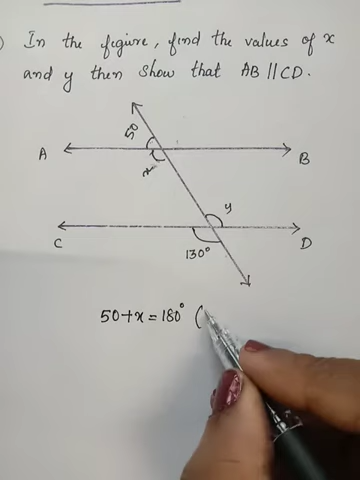 ) In the figure, find the values of x
and y then show that AB || CD.
50
A
B
x
y
C
D
130°
50+x=180° (